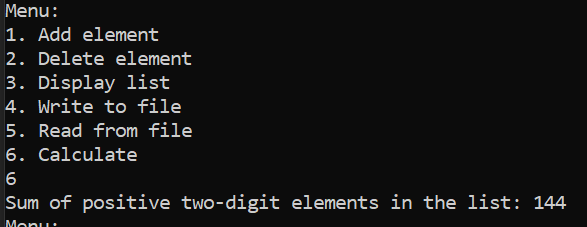 Menu:
1. Add element
2. Delete element
3. Display list
4. Write to file
5. Read from file
6. Calculate
6
Sum of positive two-digit elements in the list: 144
Menu: